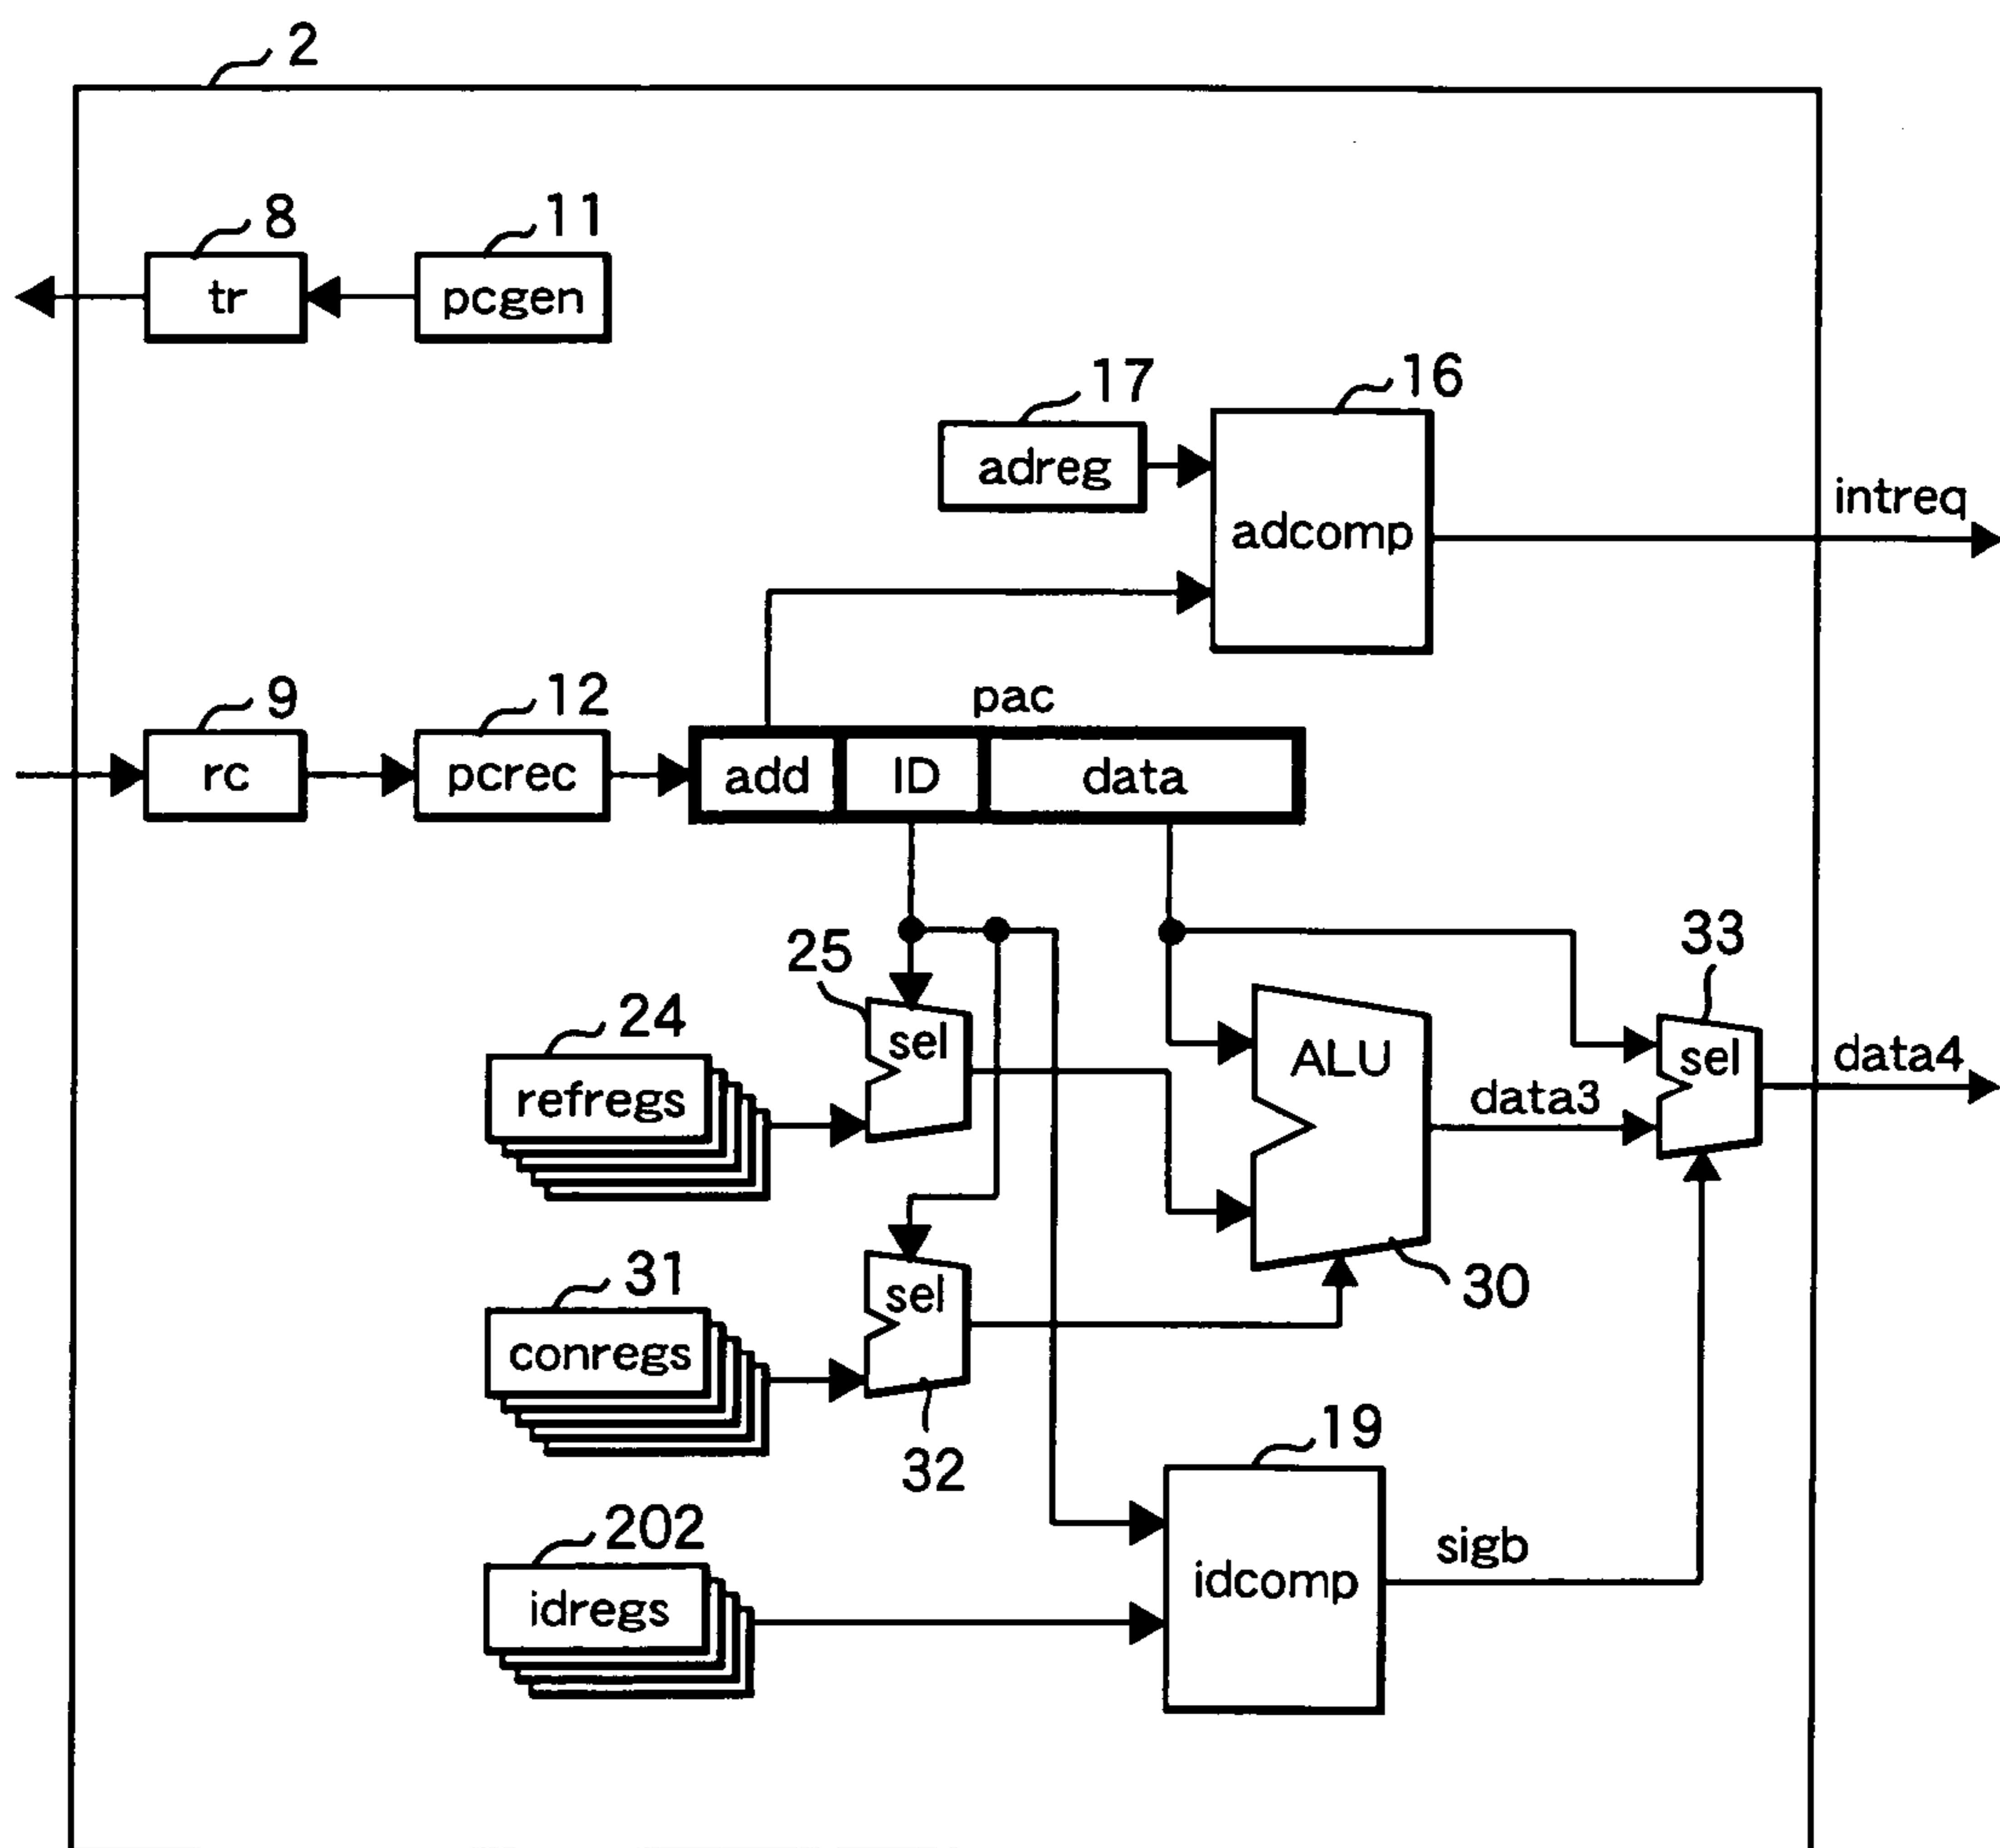 2
8
11
tr
pcgen
17
16
adreg
adcomp
intreq
9
12
pac
rc
pcrec
add
ID
data
25
33
24
sel
ALU
sel
data4
refregs
data3
31
sel
30
conregs
32
19
202
sigb
idregs
idcomp